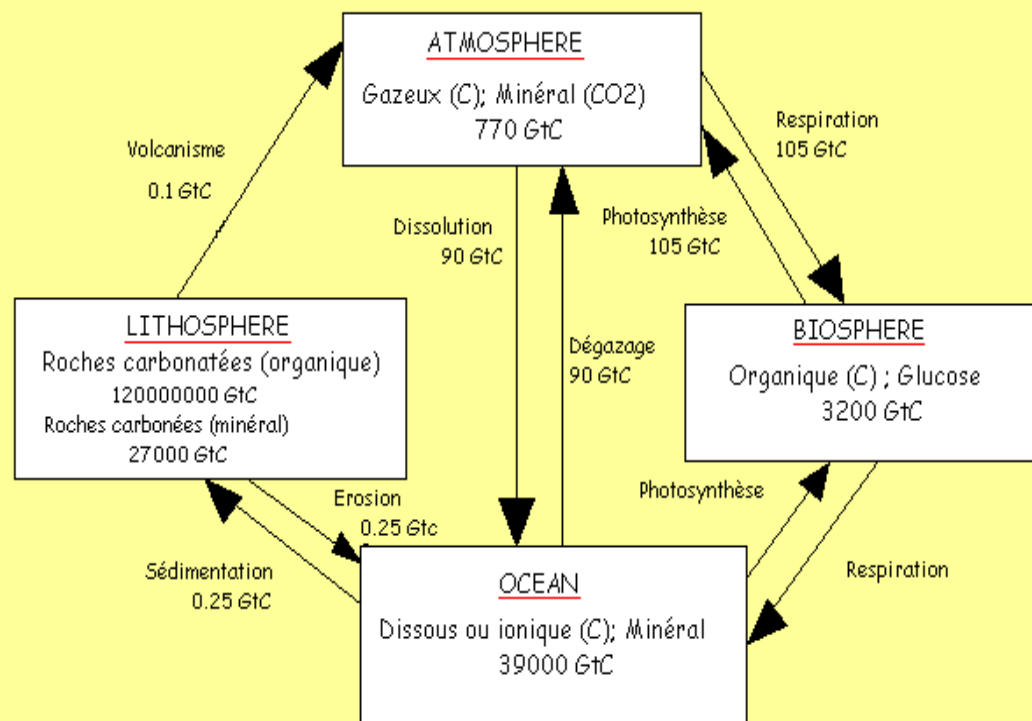 ATMOSPHERE
Gazeux (C); Minéral (CO2)
770 GtC
Volcanisme
0.1 GtC
Respiration
105 GtC
Dissolution
90 GtC
Photosynthèse
105 GtC
LITHOSPHERE
Roches carbonatées (organique)
120000000 GtC
Roches carbonées (minéral)
27000 GtC
Dégazage
90 GtC
BIOSPHERE
Organique (C) ; Glucose
3200 GtC
Erosion
0.25 Gtc
Sédimentation
0.25 GtC
Photosynthèse
Respiration
OCEAN
Dissous ou ionique (C); Minéral
39000 GtC